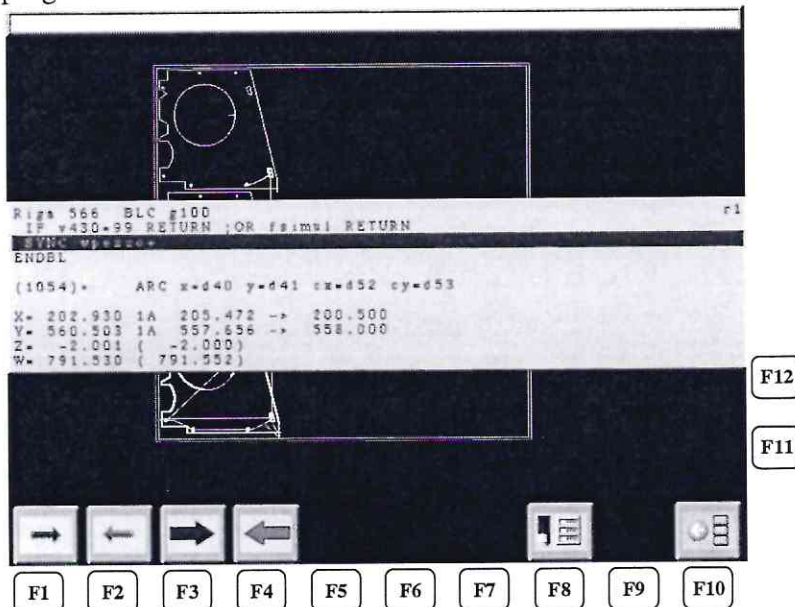 Riga 566 BLC g100 r1
IF v430=99 RETURN ;OR fsimul RETURN
SYNC
ENDBL
(1054)= ARC x=d40 y=d41 cx=d52 cy=d53
X= 202.930 1A 205.472 -> 200.500
Y= 560.503 1A 557.656 -> 558.000
Z= -2.001 ( -2.000)
W= 791.530 ( 791.552)
F12
F11
F1 F2 F3 F4 F5 F6 F7 F8 F9 F10